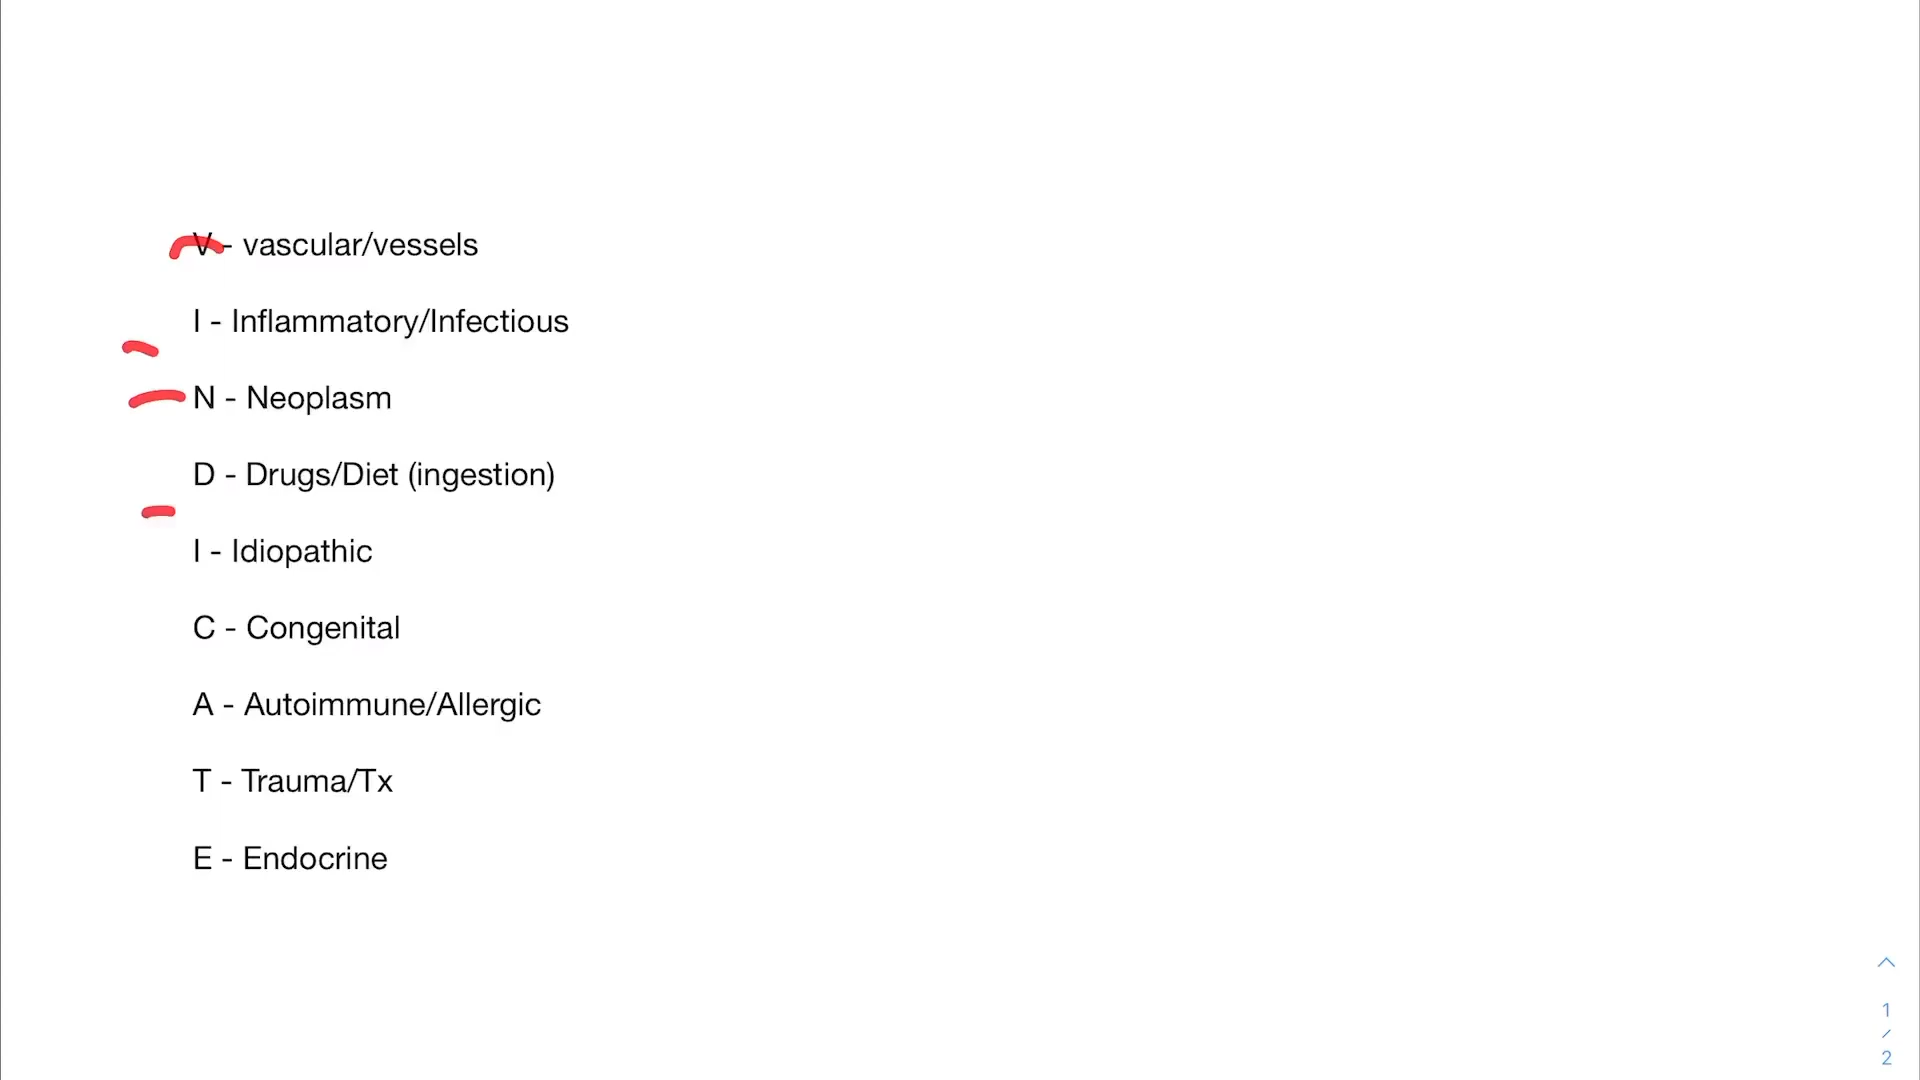 V - vascular/vessels
I - Inflammatory/Infectious
N - Neoplasm
D - Drugs/Diet (ingestion)
I - Idiopathic
C - Congenital
A - Autoimmune/Allergic
T - Trauma/Tx
E - Endocrine
1
/
2